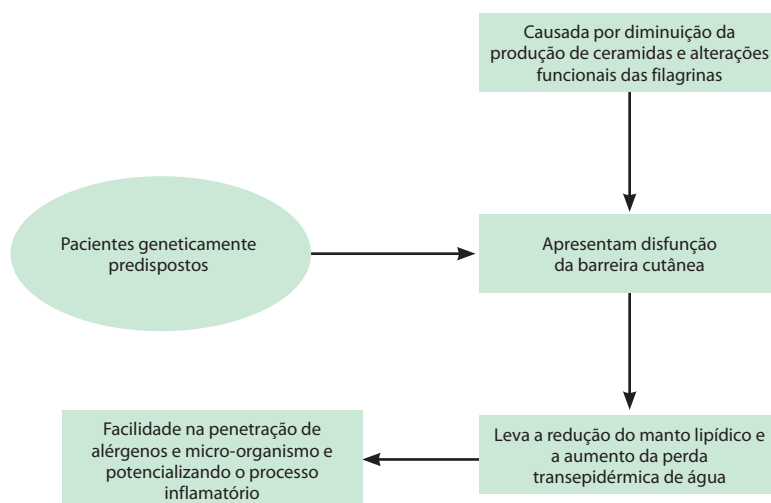 Causada por diminuição da
produção de ceramidas e alterações
funcionais das filagrinas
Pacientes geneticamente
predispostos
Apresentam disfunção
da barreira cutânea
Leva a redução do manto lipídico e
a aumento da perda
transepidérmica de água
Facilidade na penetração de
alérgenos e micro-organismo e
potencializando o processo
inflamatório